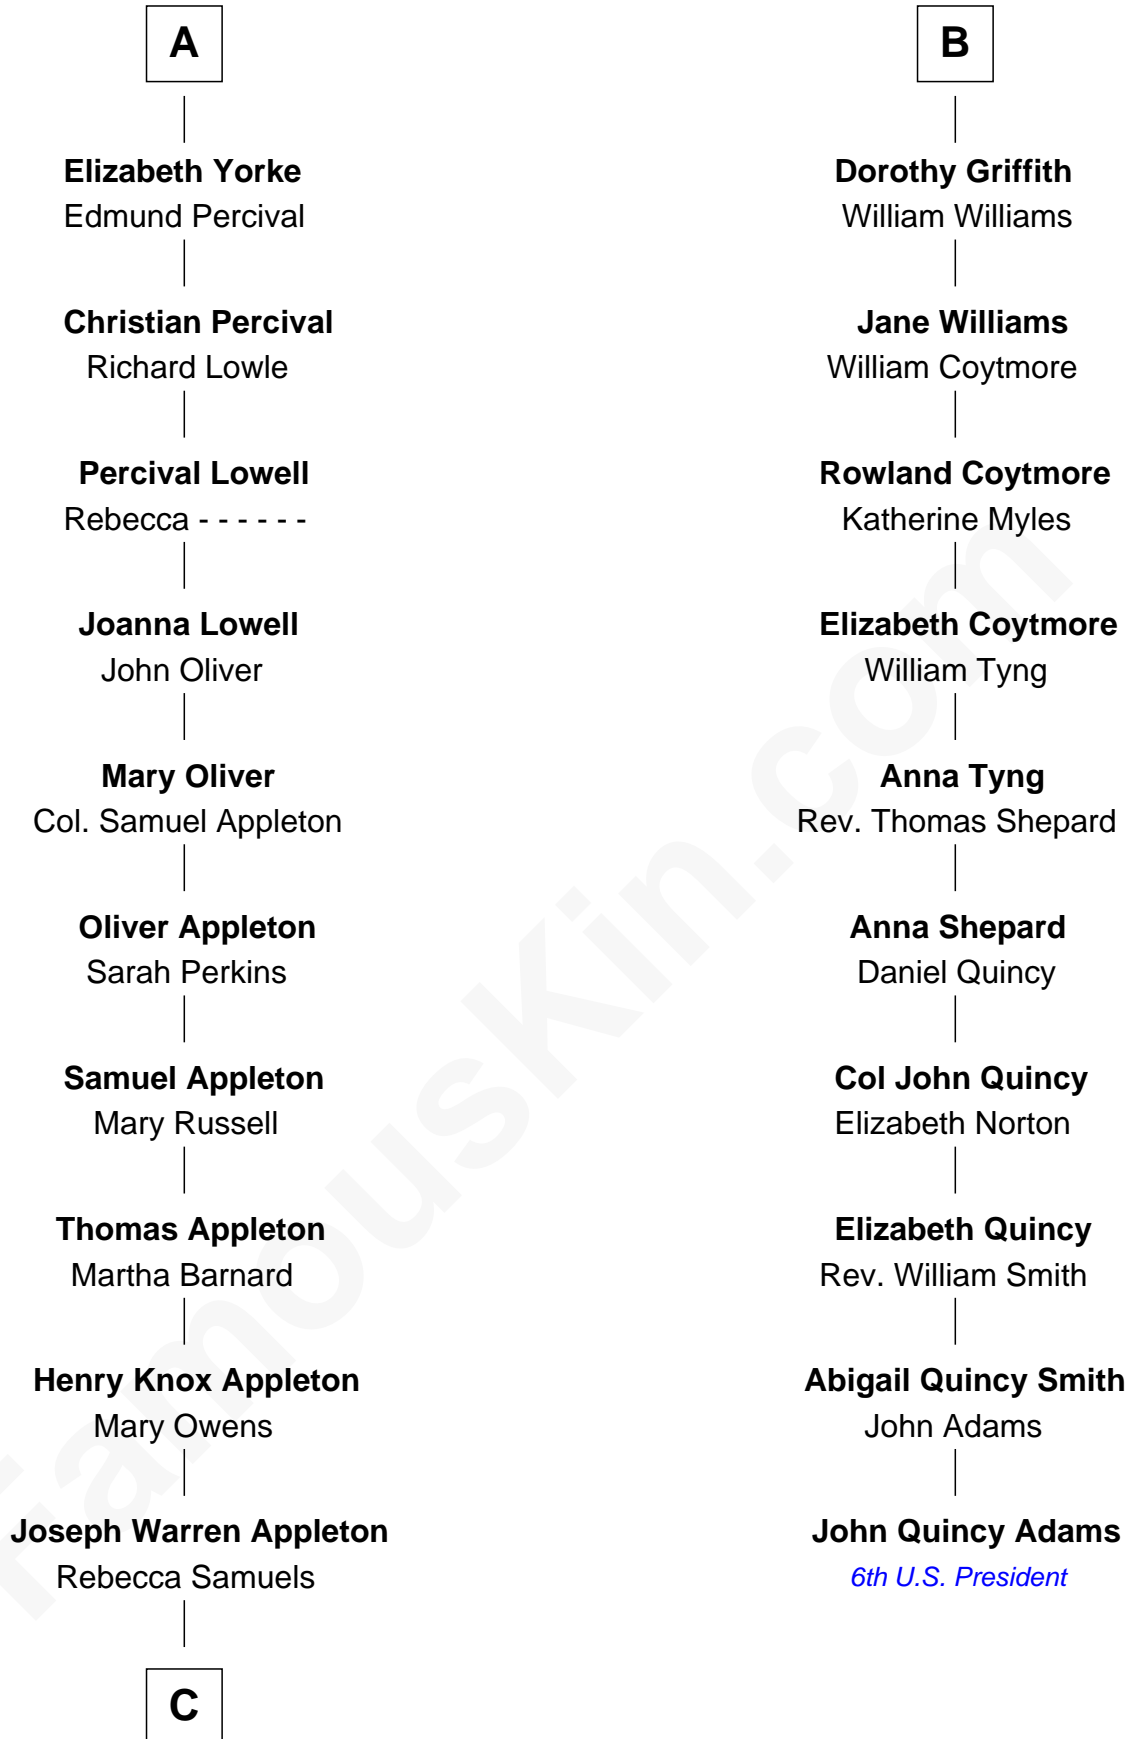 A
Elizabeth Yorke
Edmund Percival
Christian Percival
Richard Lowle
Percival Lowell
Rebecca - - - - - -
Joanna Lowell
John Oliver
Mary Oliver
Col. Samuel Appleton
Oliver Appleton
Sarah Perkins
Samuel Appleton
Mary Russell
Thomas Appleton
Martha Barnard
Henry Knox Appleton
Mary Owens
Joseph Warren Appleton
Rebecca Samuels
C
B
Dorothy Griffith
William Williams
Jane Williams
William Coytmore
Rowland Coytmore
Katherine Myles
Elizabeth Coytmore
William Tyng
Anna Tyng
Rev. Thomas Shepard
Anna Shepard
Daniel Quincy
Col John Quincy
Elizabeth Norton
Elizabeth Quincy
Rev. William Smith
Abigail Quincy Smith
John Adams
John Quincy Adams
6th U.S. President
FamousKin.com